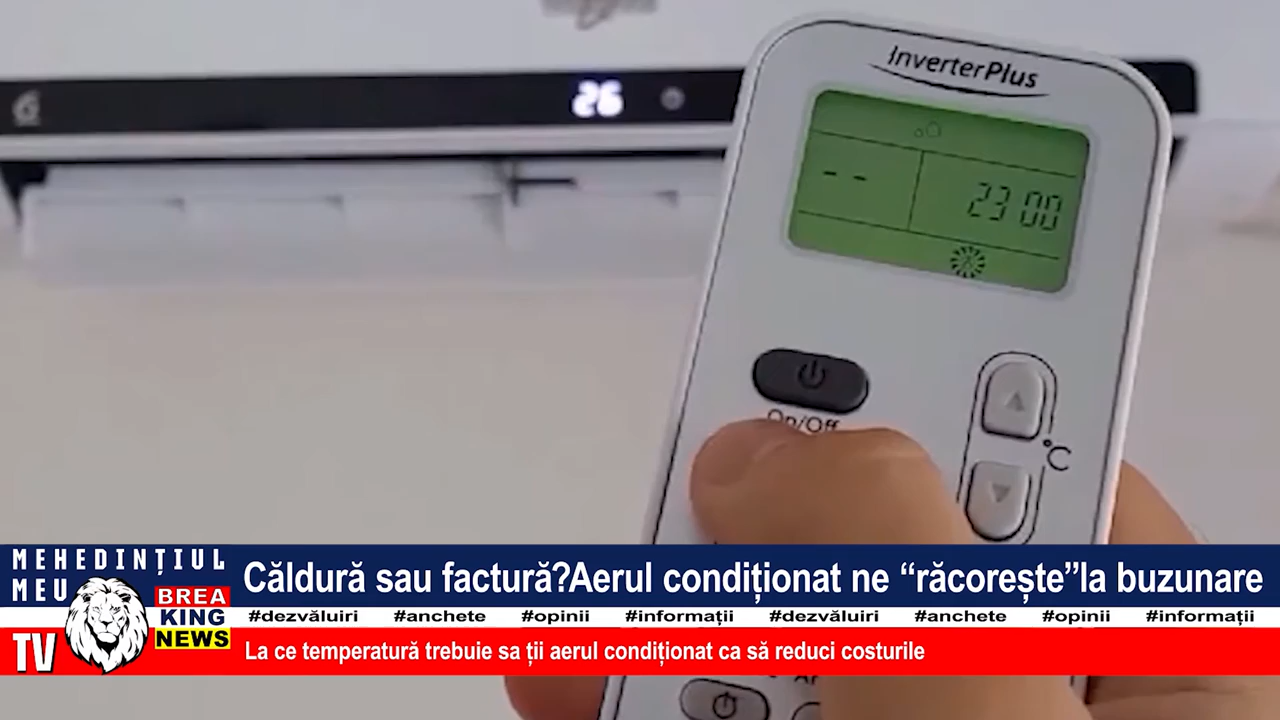 InverterPlus
26
-- 23 00
On/Off
°C
MEHEDINȚIUL
MEU
TV
BREA
KING
NEWS
Căldură sau factură?Aerul condiționat ne “răcorește”la buzunare
#dezvăluiri #anchete #opinii #informații #dezvăluiri #anchete #opinii #informații
La ce temperatură trebuie sa ții aerul condiționat ca să reduci costurile